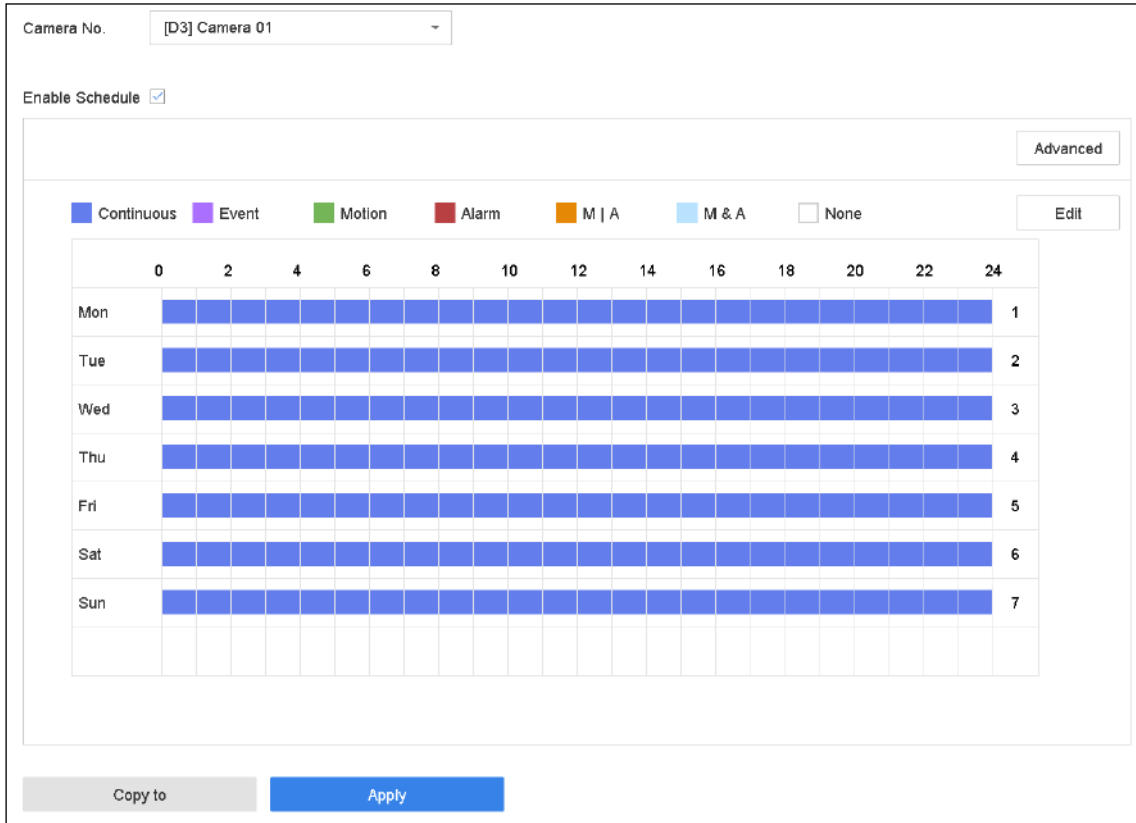 Camera No. [D3] Camera 01
Enable Schedule
Advanced
Continuous Event Motion Alarm M | A M & A None Edit
0 2 4 6 8 10 12 14 16 18 20 22 24
Mon 1
Tue 2
Wed 3
Thu 4
Fri 5
Sat 6
Sun 7
Copy to Apply